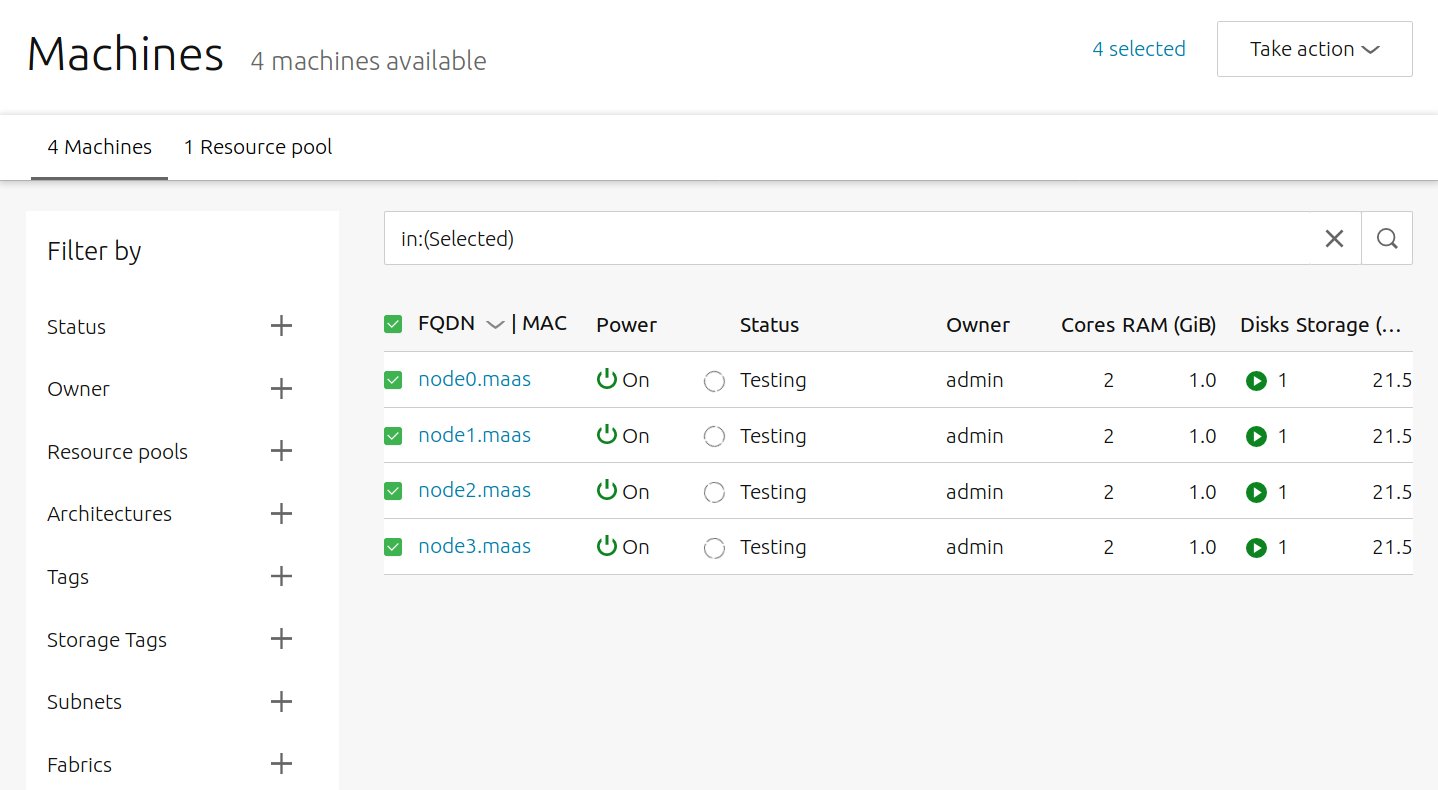 Machines 4 machines available 4 selected Take action
4 Machines 1 Resource pool
Filter by
Status
Owner
Resource pools
Architectures
Tags
Storage Tags
Subnets
Fabrics
in:(Selected)
FQDN | MAC Power Status Owner Cores RAM (GiB) Disks Storage (...
node0.maas On Testing admin 2 1.0 1 21.5
node1.maas On Testing admin 2 1.0 1 21.5
node2.maas On Testing admin 2 1.0 1 21.5
node3.maas On Testing admin 2 1.0 1 21.5